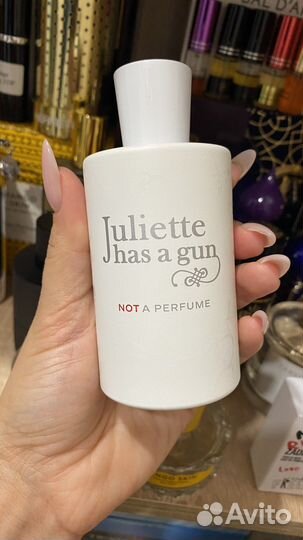 Juliette
has a gun
NOT A PERFUME
Avito